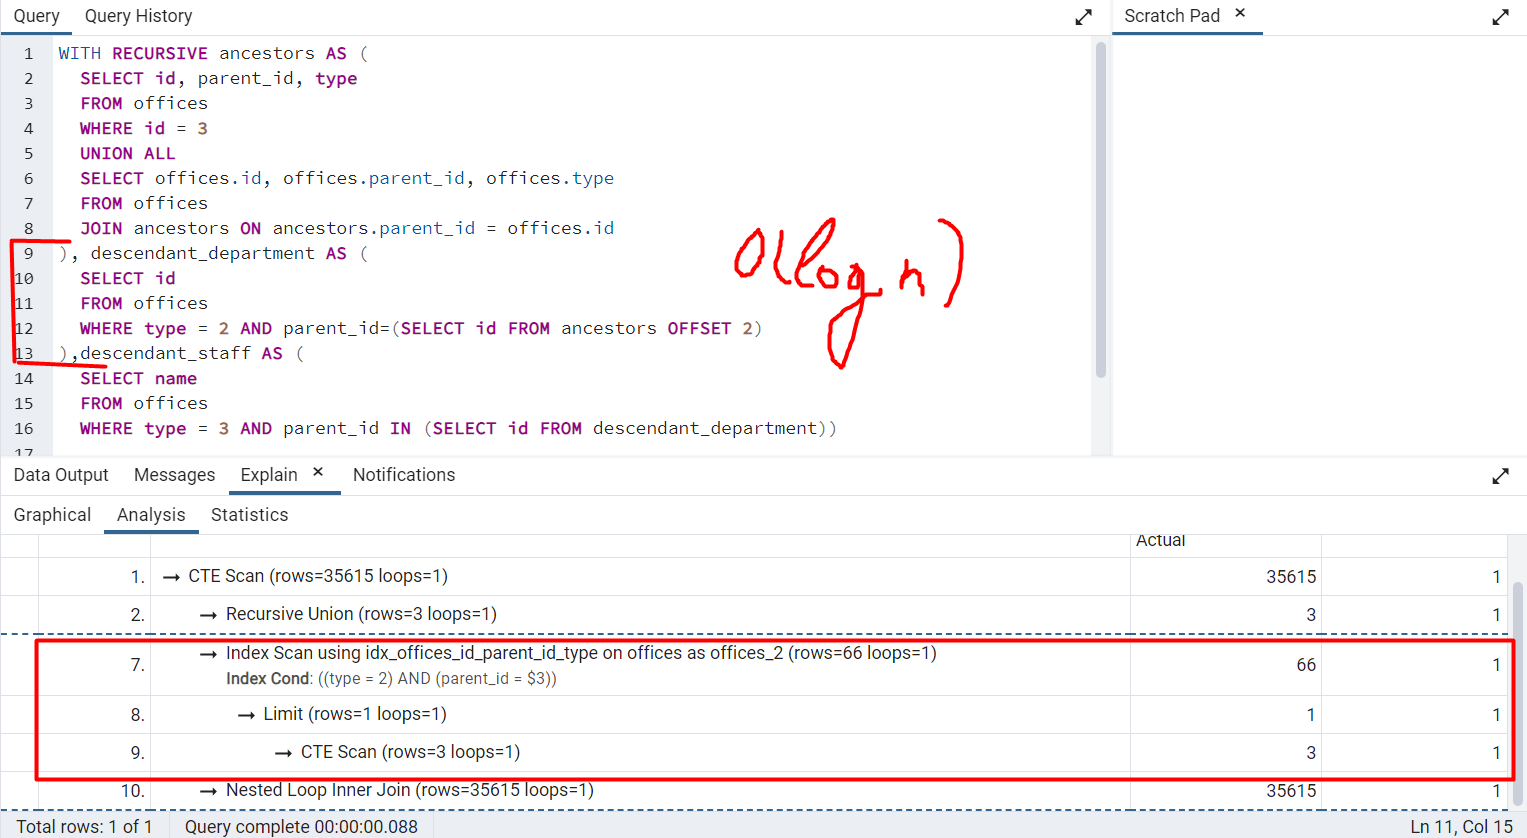 Query Query History Scratch Pad ×
1 WITH RECURSIVE ancestors AS (
2 SELECT id, parent_id, type
3 FROM offices
4 WHERE id = 3
5 UNION ALL
6 SELECT offices.id, offices.parent_id, offices.type
7 FROM offices
8 JOIN ancestors ON ancestors.parent_id = offices.id
9 ), descendant_department AS (
10 SELECT id
11 FROM offices
12 WHERE type = 2 AND parent_id=(SELECT id FROM ancestors OFFSET 2)
13 ),descendant_staff AS (
14 SELECT name
15 FROM offices
16 WHERE type = 3 AND parent_id IN (SELECT id FROM descendant_department))
17
O(log n)
Data Output Messages Explain × Notifications
Graphical Analysis Statistics
Actual
1. → CTE Scan (rows=35615 loops=1) 35615 1
2. → Recursive Union (rows=3 loops=1) 3 1
7. → Index Scan using idx_offices_id_parent_id_type on offices as offices_2 (rows=66 loops=1) 66 1
Index Cond: ((type = 2) AND (parent_id = $3))
8. → Limit (rows=1 loops=1) 1 1
9. → CTE Scan (rows=3 loops=1) 3 1
10. → Nested Loop Inner Join (rows=35615 loops=1) 35615 1
Total rows: 1 of 1 Query complete 00:00:00.088 Ln 11, Col 15